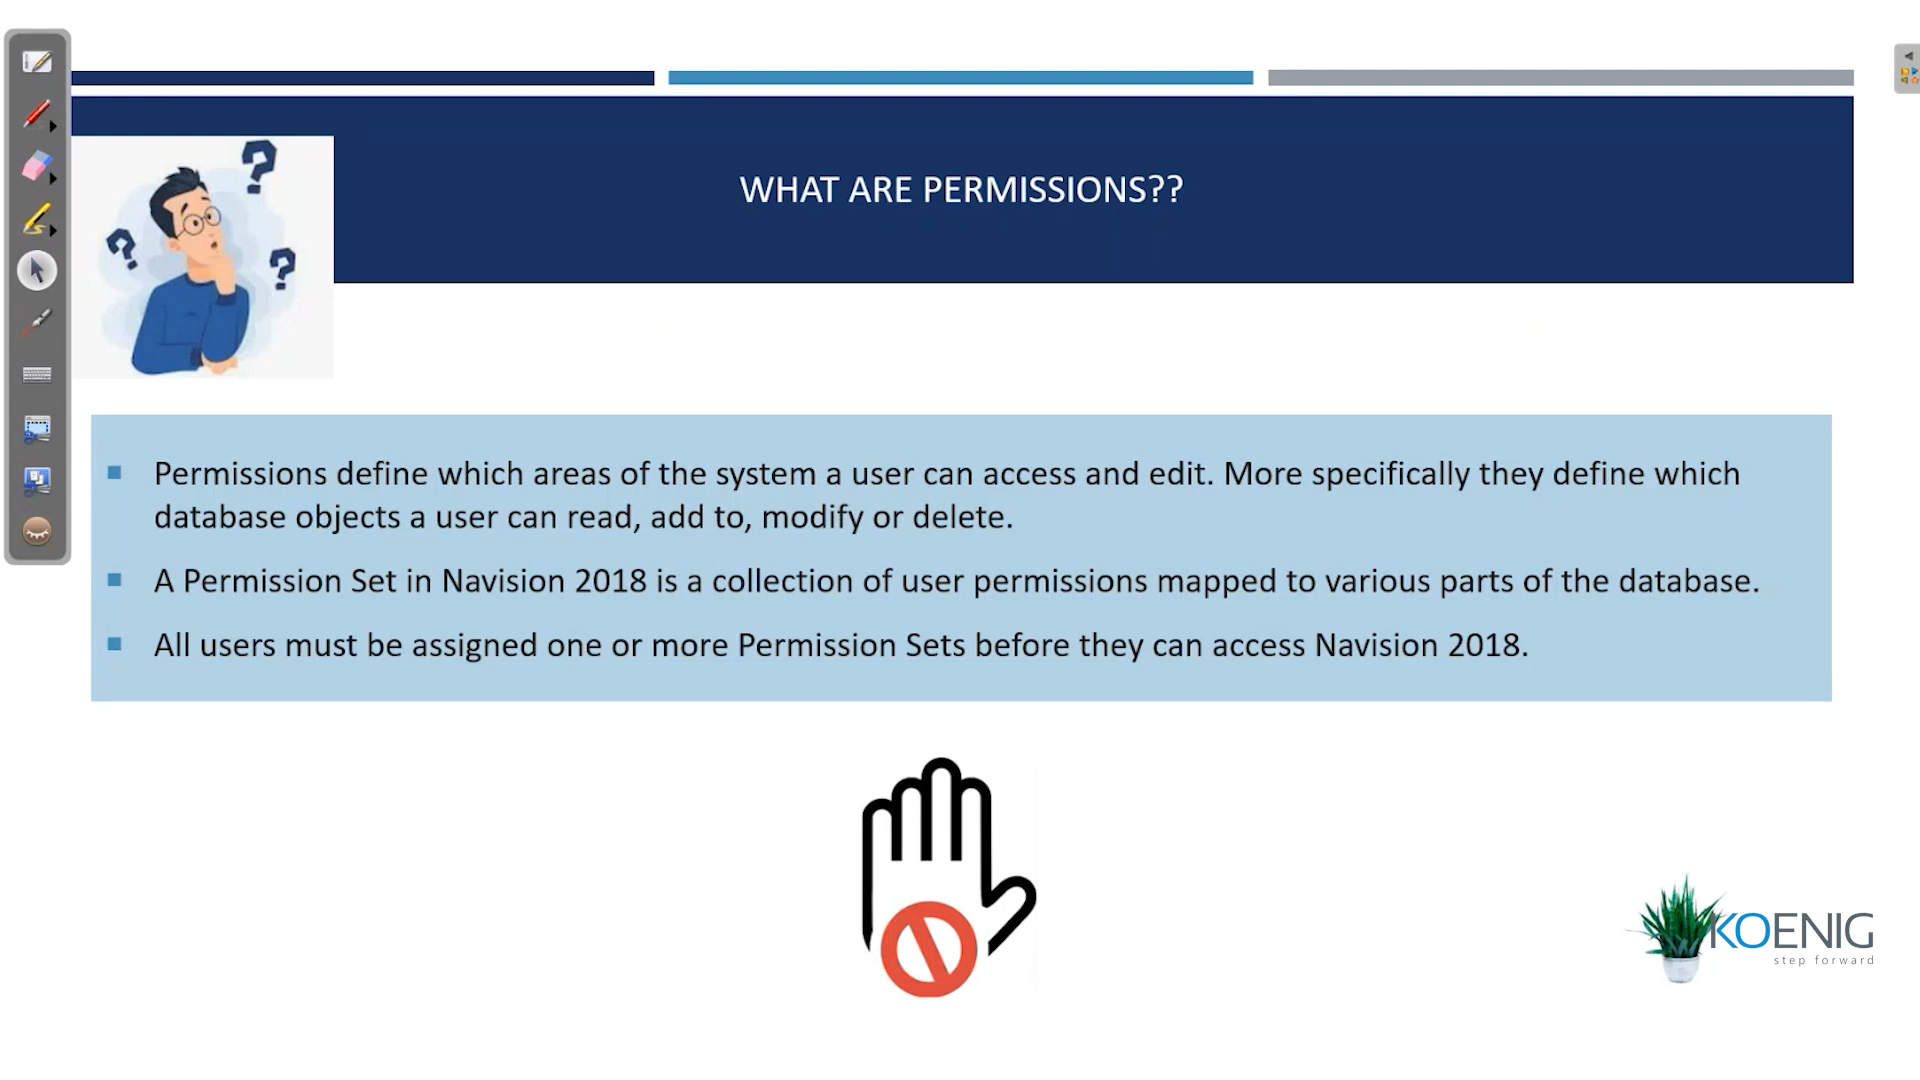 WHAT ARE PERMISSIONS??
Permissions define which areas of the system a user can access and edit. More specifically they define which
database objects a user can read, add to, modify or delete.
A Permission Set in Navision 2018 is a collection of user permissions mapped to various parts of the database.
All users must be assigned one or more Permission Sets before they can access Navision 2018.
KOENIG
step forward